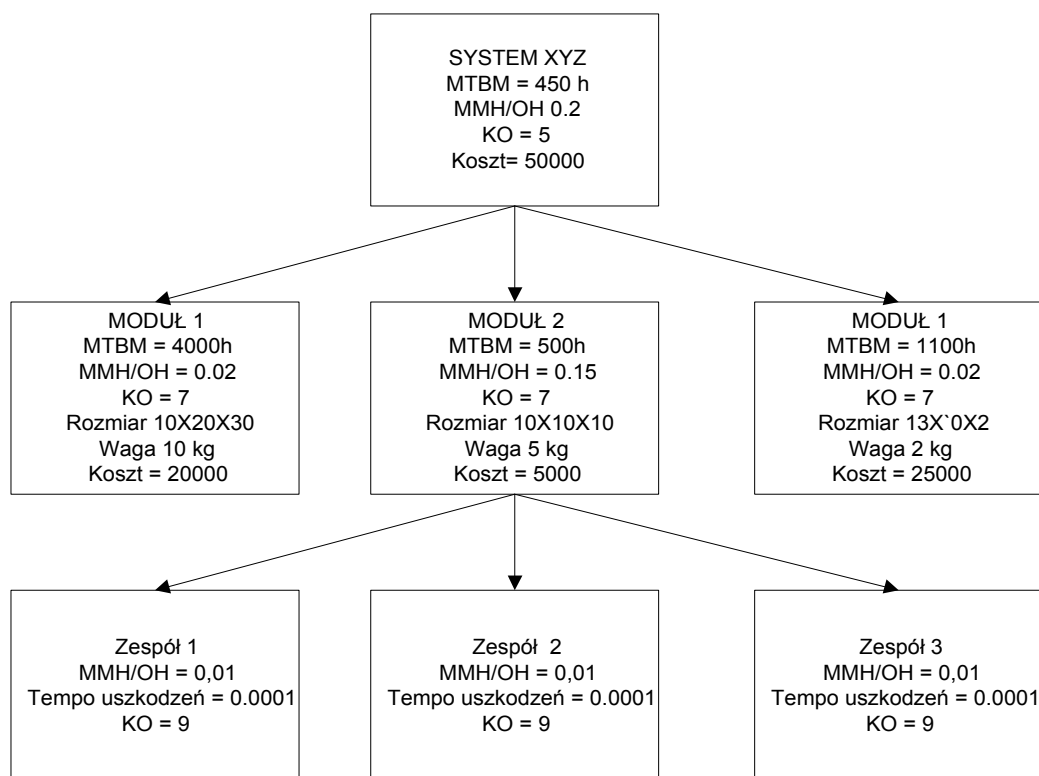 SYSTEM XYZ
MTBM = 450 h
MMH/OH 0.2
KO = 5
Koszt= 50000
MODUŁ 1
MTBM = 4000h
MMH/OH = 0.02
KO = 7
Rozmiar 10X20X30
Waga 10 kg
Koszt = 20000
MODUŁ 2
MTBM = 500h
MMH/OH = 0.15
KO = 7
Rozmiar 10X10X10
Waga 5 kg
Koszt = 5000
MODUŁ 1
MTBM = 1100h
MMH/OH = 0.02
KO = 7
Rozmiar 13X`0X2
Waga 2 kg
Koszt = 25000
Zespół 1
MMH/OH = 0,01
Tempo uszkodzeń = 0.0001
KO = 9
Zespół 2
MMH/OH = 0,01
Tempo uszkodzeń = 0.0001
KO = 9
Zespół 3
MMH/OH = 0,01
Tempo uszkodzeń = 0.0001
KO = 9